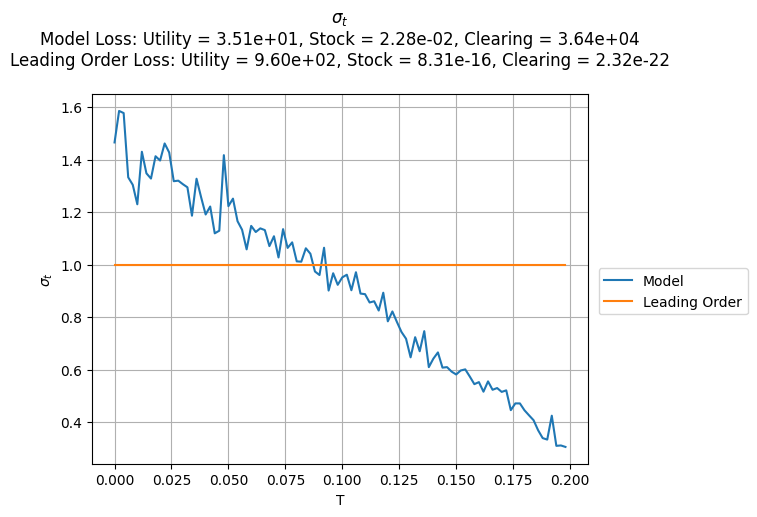 σt
Model Loss: Utility = 3.51e+01, Stock = 2.28e-02, Clearing = 3.64e+04
Leading Order Loss: Utility = 9.60e+02, Stock = 8.31e-16, Clearing = 2.32e-22
1.6
1.4
1.2
1.0
0.8
0.6
0.4
σt
0.000 0.025 0.050 0.075 0.100 0.125 0.150 0.175 0.200
T
Model
Leading Order